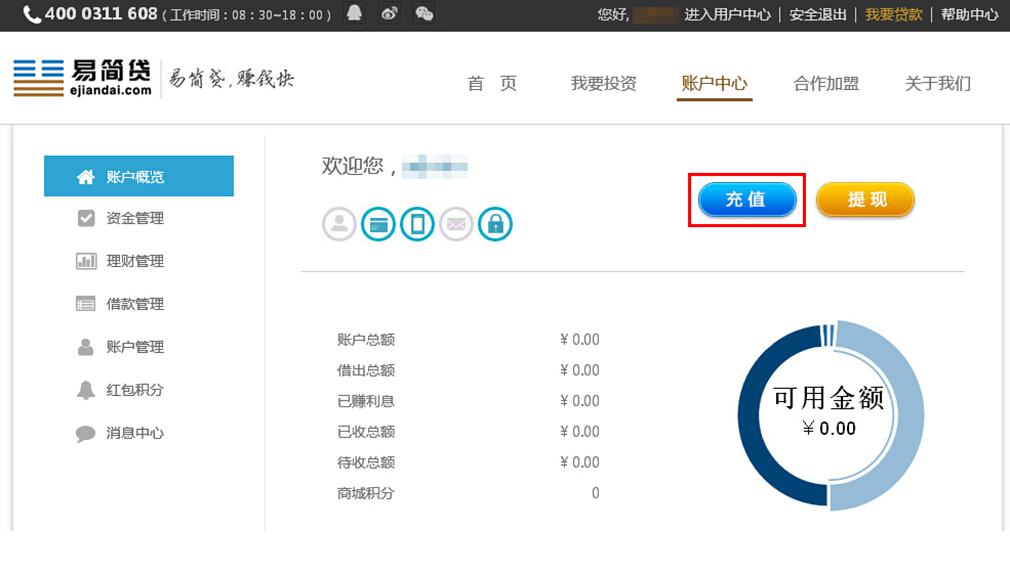 400 0311 608 (工作时间：08：30~18：00)
您好, 进入用户中心 | 安全退出 | 我要贷款 | 帮助中心
易简贷
ejiandai.com
易简贷,赚钱快
首 页 我要投资 账户中心 合作加盟 关于我们
账户概览
资金管理
理财管理
借款管理
账户管理
红包积分
消息中心
欢迎您，
充 值
提 现
账户总额 ¥ 0.00
借出总额 ¥ 0.00
已赚利息 ¥ 0.00
已收总额 ¥ 0.00
待收总额 ¥ 0.00
商城积分 0
可用金额
¥ 0.00